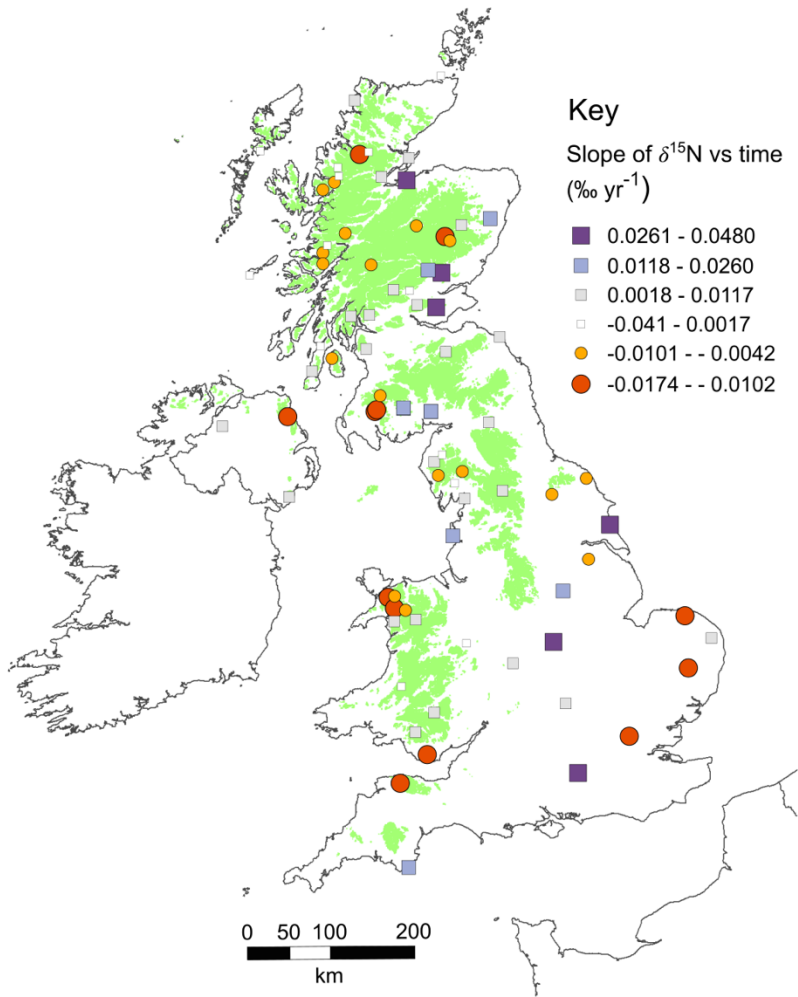 Key
Slope of δ¹⁵N vs time
(‰ yr⁻¹)
0.0261 - 0.0480
0.0118 - 0.0260
0.0018 - 0.0117
-0.041 - 0.0017
-0.0101 - -0.0042
-0.0174 - -0.0102
0 50 100 200
km